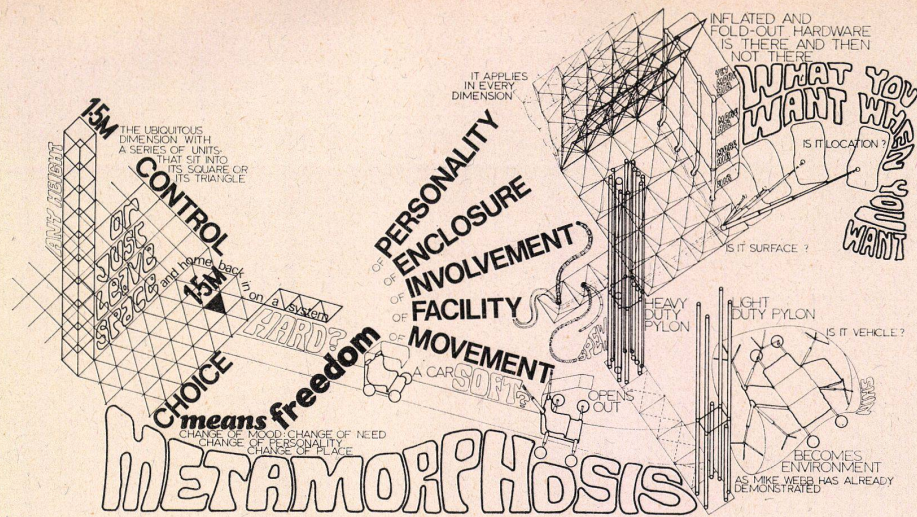 INFLATED AND
FOLD-OUT HARDWARE
IS THERE AND THEN
NOT THERE
WHAT YOU
WANT WHEN
YOU
WANT
IT APPLIES
IN EVERY
DIMENSION
IS IT LOCATION ?
IS IT SURFACE ?
15M
THE UBIQUITOUS
DIMENSION WITH
A SERIES OF UNITS-
THAT SIT INTO
ITS SQUARE OR
ITS TRIANGLE
ANY HEIGHT
CONTROL
OR
JUST
LEAVE
SPACE
and home back in on a system
15M
HARD?
CHOICE
means freedom
OF PERSONALITY
OF ENCLOSURE
OF INVOLVEMENT
OF FACILITY
OF MOVEMENT
A CAR
SOFT?
OPENS
OUT
HEAVY
DUTY
PYLON
LIGHT
DUTY PYLON
IS IT VEHICLE ?
SKIN
BECOMES
ENVIRONMENT
AS MIKE WEBB HAS ALREADY
DEMONSTRATED
CHANGE OF MOOD: CHANGE OF NEED
CHANGE OF PERSONALITY
CHANGE OF PLACE
METAMORPHOSIS